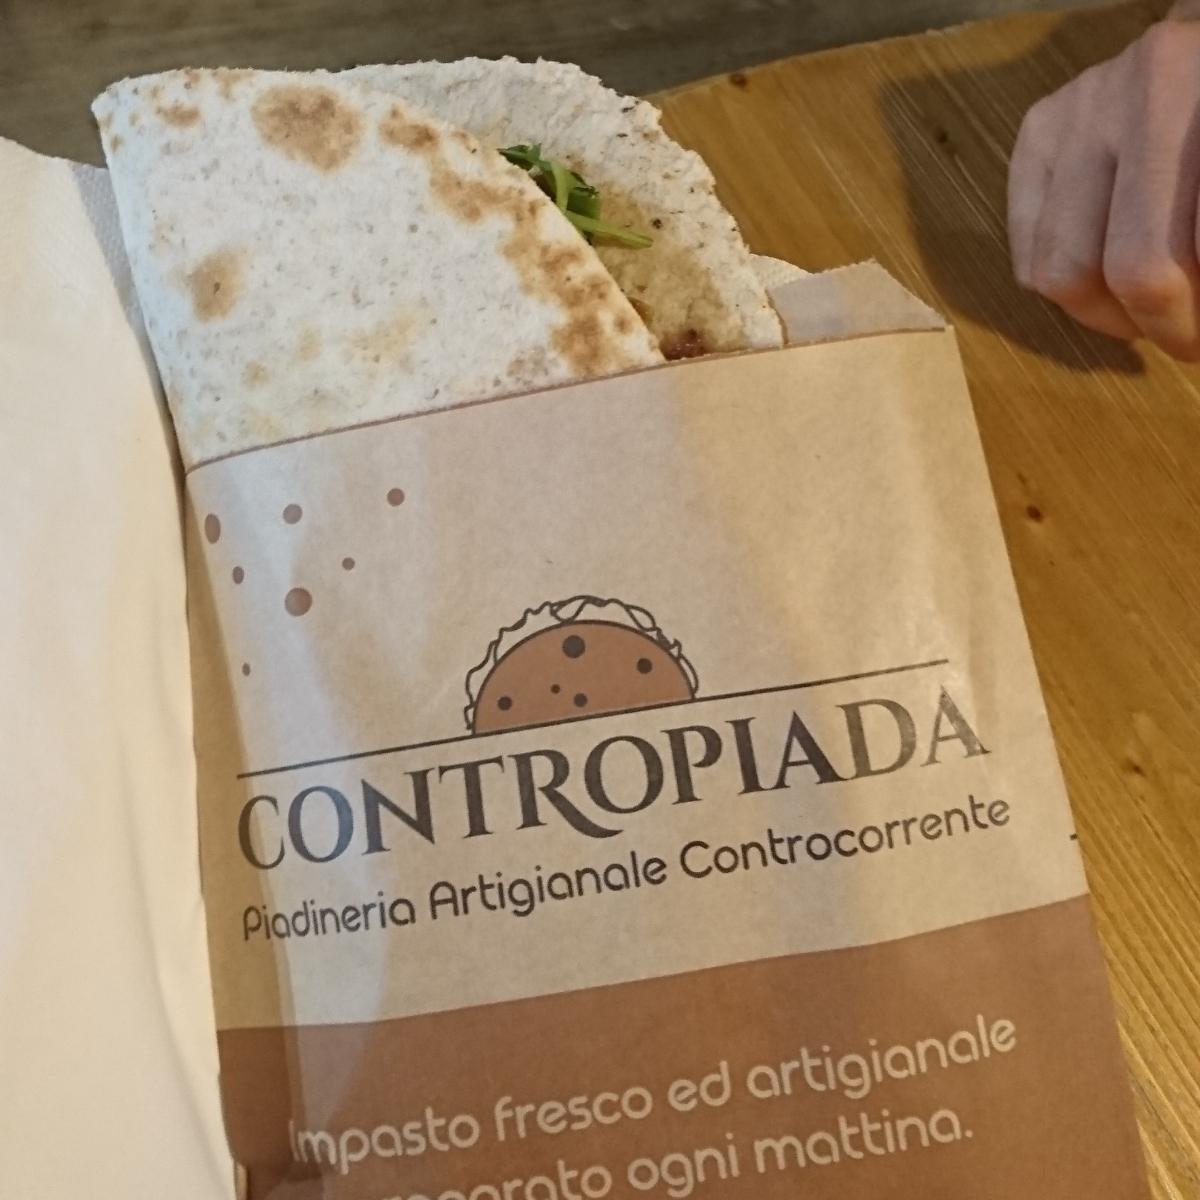 CONTROPIADA
Piadineria Artigianale Controcorrente
Impasto fresco ed artigianale
ogni mattina.